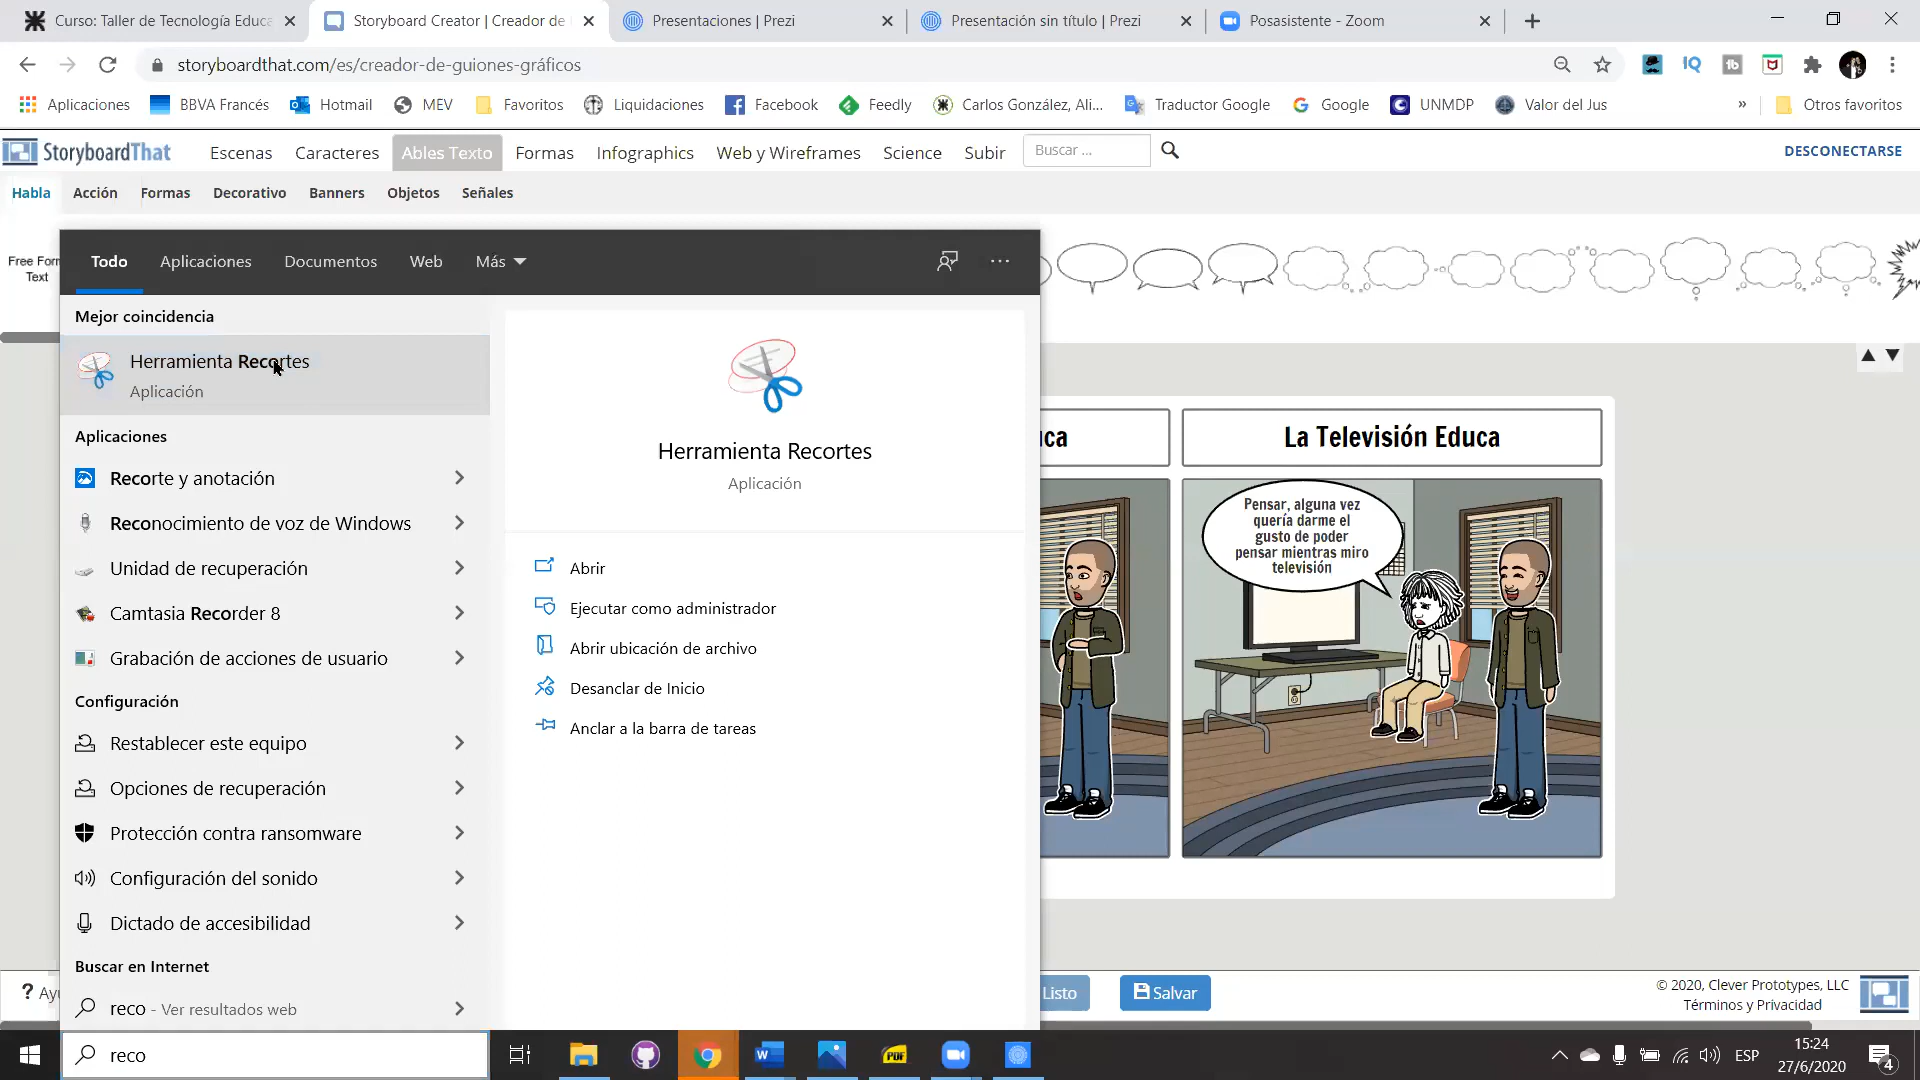 Curso: Taller de Tecnología Educa
Storyboard Creator | Creador de
Presentaciones | Prezi
Presentación sin título | Prezi
Posasistente - Zoom
storyboardthat.com/es/creador-de-guiones-gráficos
Aplicaciones
BBVA Francés
Hotmail
MEV
Favoritos
Liquidaciones
Facebook
Feedly
Carlos González, Ali...
Traductor Google
Google
UNMDP
Valor del Jus
»
Otros favoritos
StoryboardThat
Escenas
Caracteres
Ables Texto
Formas
Infographics
Web y Wireframes
Science
Subir
Buscar ...
DESCONECTARSE
Habla
Acción
Formas
Decorativo
Banners
Objetos
Señales
Free Form
Text
Todo
Aplicaciones
Documentos
Web
Más
Mejor coincidencia
Herramienta Recortes
Aplicación
Aplicaciones
Recorte y anotación
Reconocimiento de voz de Windows
Unidad de recuperación
Camtasia Recorder 8
Grabación de acciones de usuario
Configuración
Restablecer este equipo
Opciones de recuperación
Protección contra ransomware
Configuración del sonido
Dictado de accesibilidad
Buscar en Internet
reco - Ver resultados web
Herramienta Recortes
Aplicación
Abrir
Ejecutar como administrador
Abrir ubicación de archivo
Desanclar de Inicio
Anclar a la barra de tareas
uca
La Televisión Educa
Pensar, alguna vez
quería darme el
gusto de poder
pensar mientras miro
televisión
? Ayu
Listo
Salvar
© 2020, Clever Prototypes, LLC
Términos y Privacidad
reco
PDF
ESP
15:24
27/6/2020
4